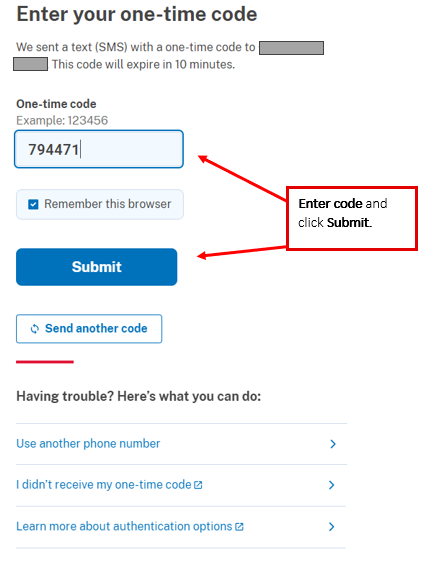 Enter your one-time code
We sent a text (SMS) with a one-time code to
This code will expire in 10 minutes.
One-time code
Example: 123456
794471
Remember this browser
Enter code and
click Submit.
Submit
Send another code
Having trouble? Here's what you can do:
Use another phone number
I didn't receive my one-time code
Learn more about authentication options